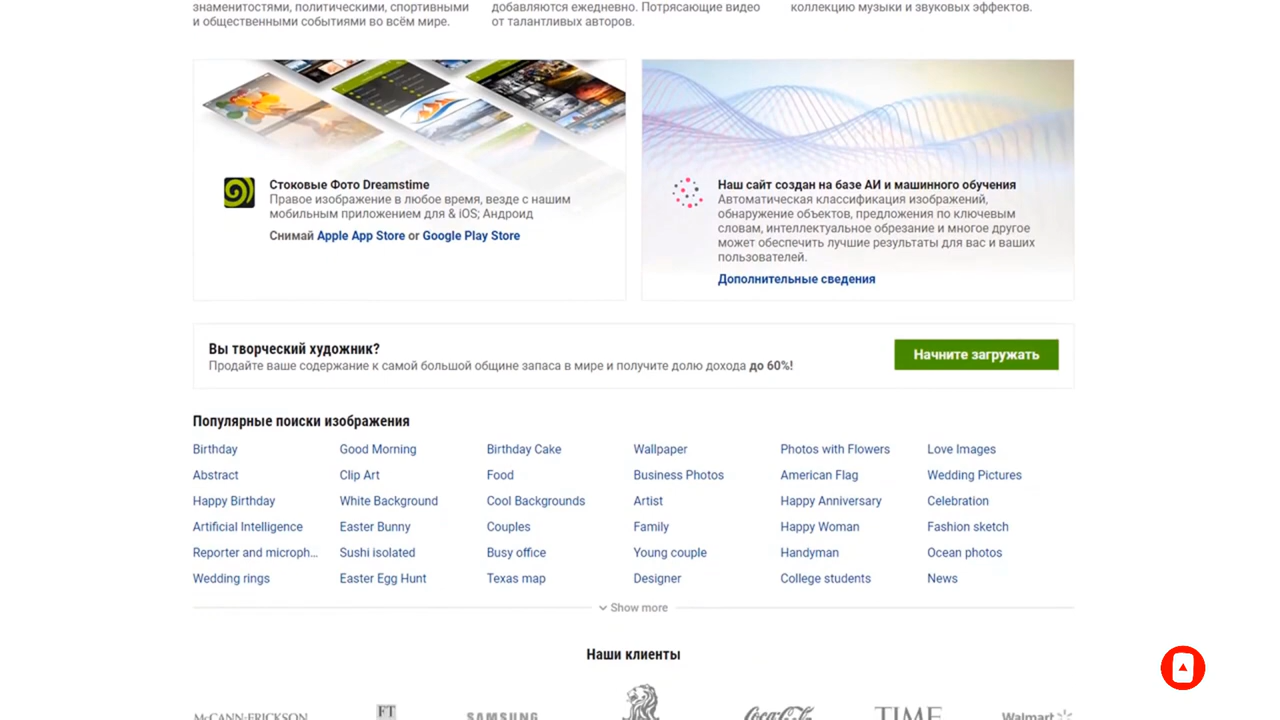 знаменитостями, политическими, спортивными
и общественными событиями во всём мире.
добавляются ежедневно. Потрясающие видео
от талантливых авторов.
коллекцию музыки и звуковых эффектов.
Стоковые Фото Dreamstime
Правое изображение в любое время, везде с нашим
мобильным приложением для & iOS; Андроид
Снимай Apple App Store or Google Play Store
Наш сайт создан на базе АИ и машинного обучения
Автоматическая классификация изображений,
обнаружение объектов, предложения по ключевым
словам, интеллектуальное обрезание и многое другое
может обеспечить лучшие результаты для вас и ваших
пользователей.
Дополнительные сведения
Вы творческий художник?
Продайте ваше содержание к самой большой общине запаса в мире и получите долю дохода до 60%!
Начните загружать
Популярные поиски изображения
Birthday Good Morning Birthday Cake Wallpaper Photos with Flowers Love Images
Abstract Clip Art Food Business Photos American Flag Wedding Pictures
Happy Birthday White Background Cool Backgrounds Artist Happy Anniversary Celebration
Artificial Intelligence Easter Bunny Couples Family Happy Woman Fashion sketch
Reporter and microph... Sushi isolated Busy office Young couple Handyman Ocean photos
Wedding rings Easter Egg Hunt Texas map Designer College students News
Show more
Наши клиенты
McCANN-ERICKSON FT SAMSUNG Coca-Cola TIME Walmart